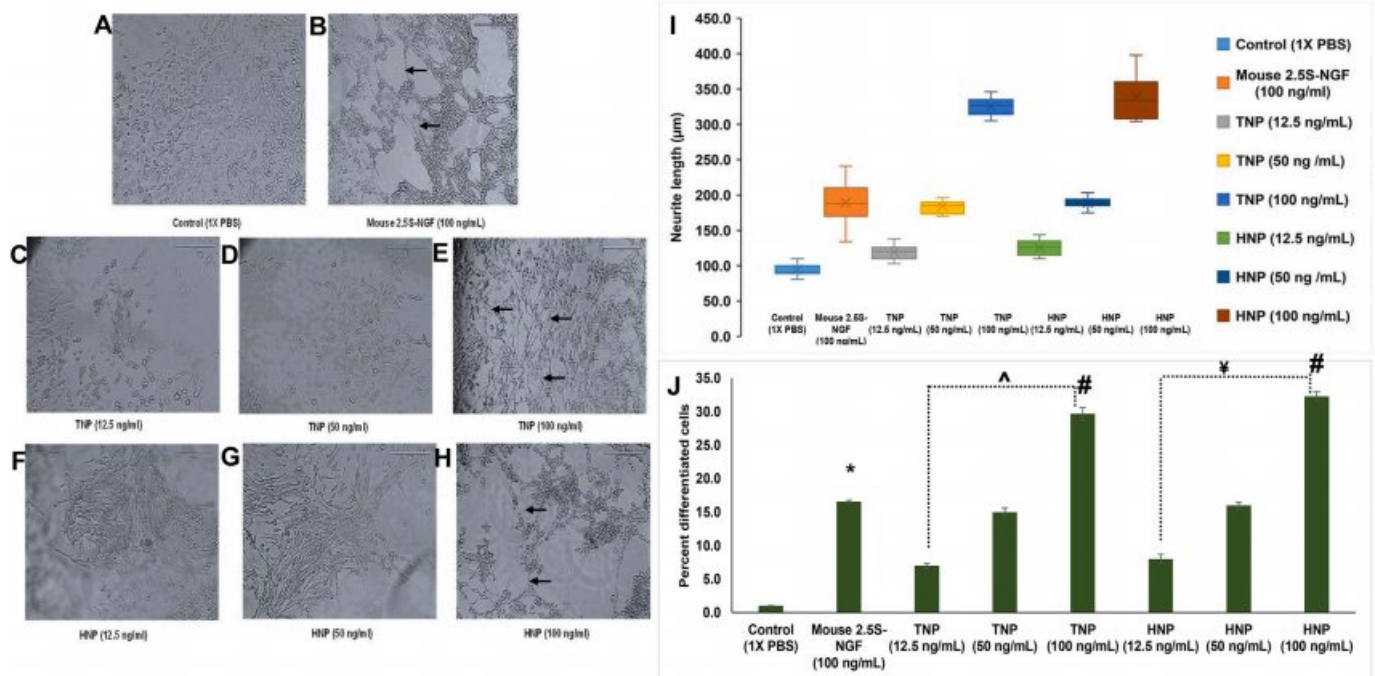 A
B
Control (1X PBS)
Mouse 2.5S-NGF (100 ng/mL)
C
D
E
TNP (12.5 ng/ml)
TNP (50 ng/ml)
TNP (100 ng/ml)
F
G
H
HNP (12.5 ng/ml)
HNP (50 ng/ml)
HNP (100 ng/ml)
I
Neurite length (µm)
450.0
400.0
350.0
300.0
250.0
200.0
150.0
100.0
50.0
0.0
Control
(1X PBS)
Mouse 2.5S-
NGF
(100 ng/mL)
TNP
(12.5 ng/mL)
TNP
(50 ng/mL)
TNP
(100 ng/mL)
HNP
(12.5 ng/mL)
HNP
(50 ng/mL)
HNP
(100 ng/mL)
Control (1X PBS)
Mouse 2.5S-NGF
(100 ng/ml)
TNP (12.5 ng/mL)
TNP (50 ng /mL)
TNP (100 ng/mL)
HNP (12.5 ng/mL)
HNP (50 ng /mL)
HNP (100 ng/mL)
J
Percent differentiated cells
35.0
30.0
25.0
20.0
15.0
10.0
5.0
0.0
*
^
#
¥
#
Control
(1X PBS)
Mouse 2.5S-
NGF
(100 ng/mL)
TNP
(12.5 ng/mL)
TNP
(50 ng/mL)
TNP
(100 ng/mL)
HNP
(12.5 ng/mL)
HNP
(50 ng/mL)
HNP
(100 ng/mL)